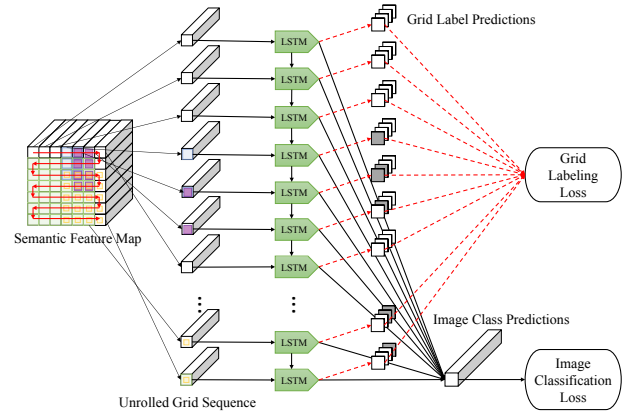 Grid Label Predictions
LSTM
LSTM
LSTM
LSTM
LSTM
LSTM
LSTM
LSTM
LSTM
Semantic Feature Map
Unrolled Grid Sequence
Grid
Labeling
Loss
Image Class Predictions
Image
Classification
Loss